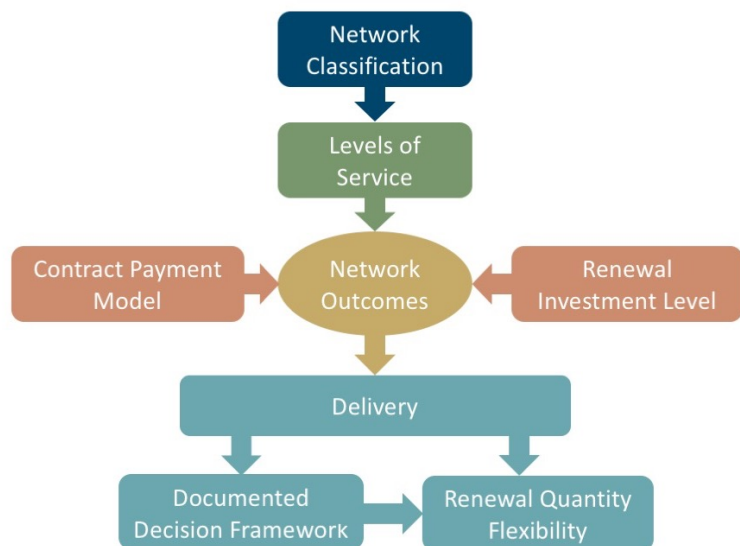 Network
Classification
Levels of
Service
Contract Payment
Model
Network
Outcomes
Renewal
Investment Level
Delivery
Documented
Decision Framework
Renewal Quantity
Flexibility